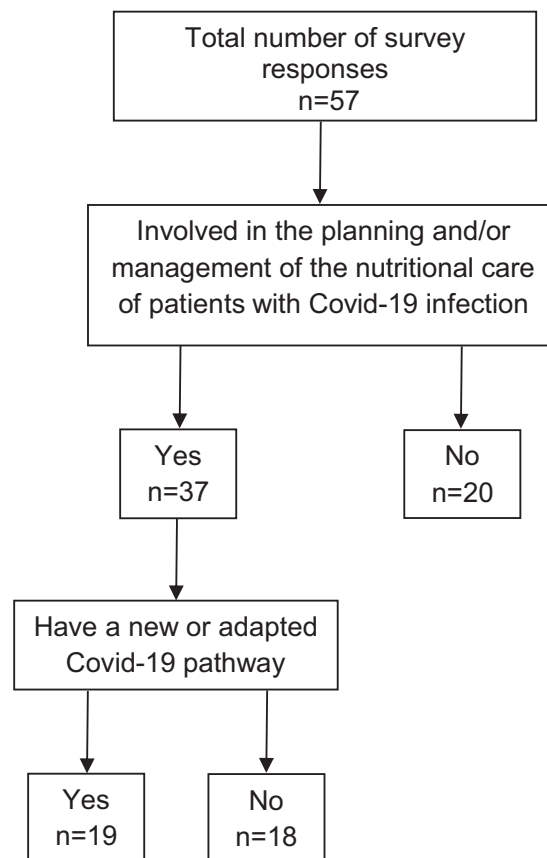 Total number of survey
responses
n=57
Involved in the planning and/or
management of the nutritional care
of patients with Covid-19 infection
Yes
n=37
No
n=20
Have a new or adapted
Covid-19 pathway
Yes
n=19
No
n=18